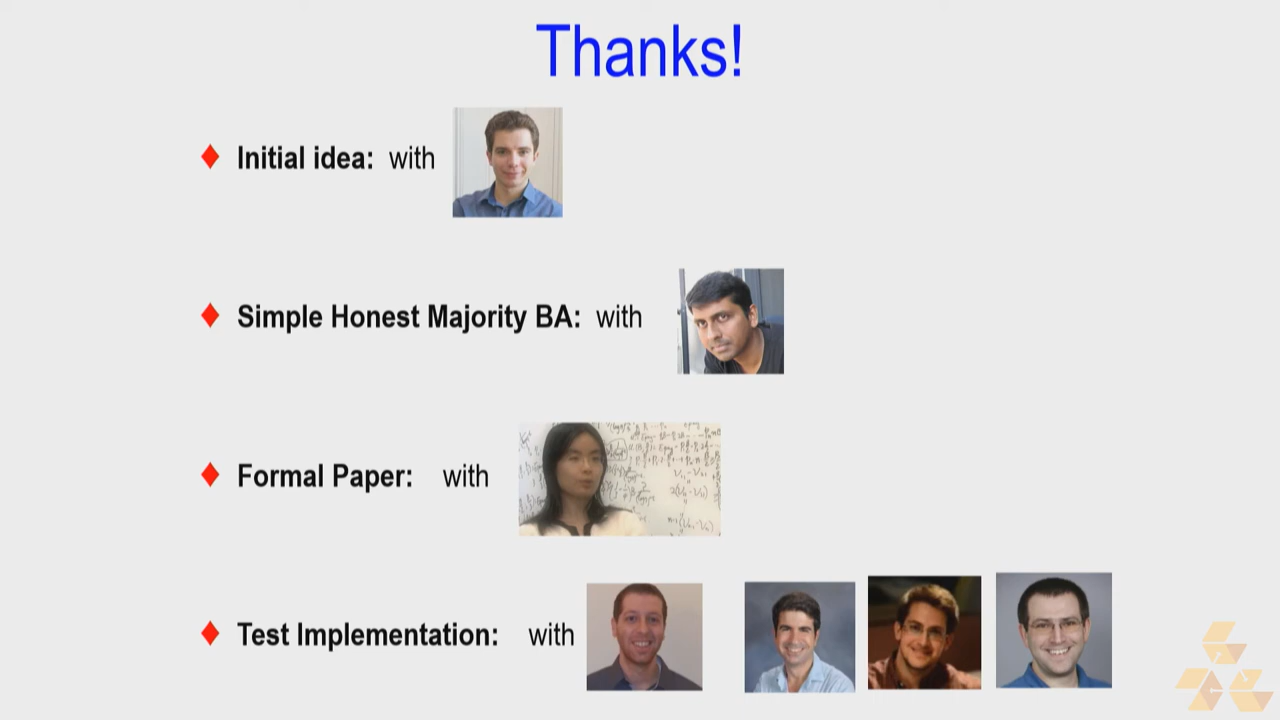 Thanks!
Initial idea: with
Simple Honest Majority BA: with
Formal Paper: with
Test Implementation: with